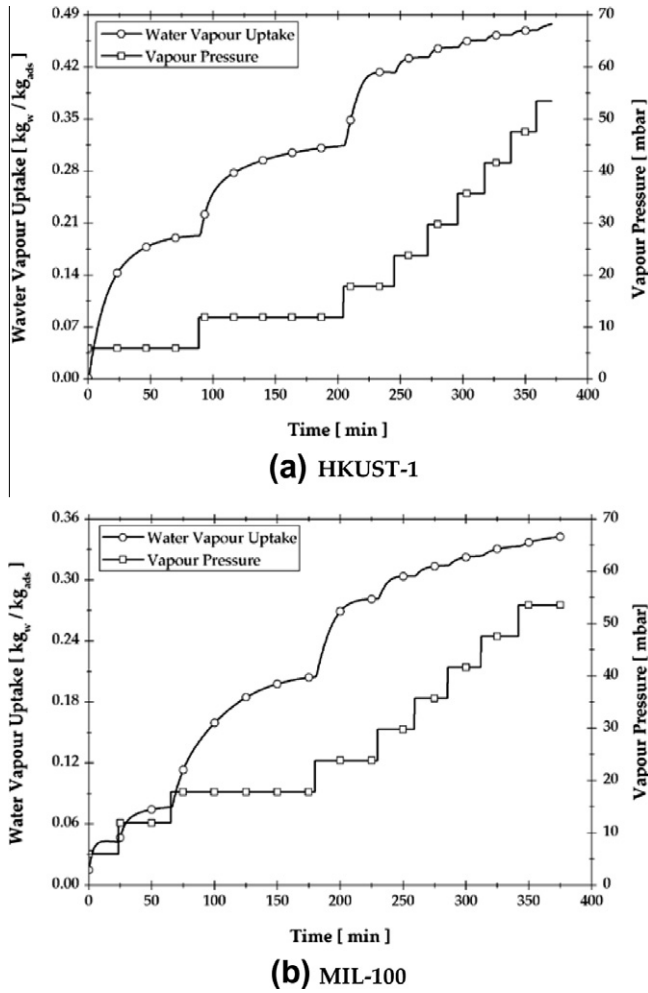 Water Vapour Uptake
Vapour Pressure
Wavter Vapour Uptake [ kgw / kgads ]
0.49
0.42
0.35
0.28
0.21
0.14
0.07
0.00
70
60
50
40
30
20
10
0
Vapour Pressure [ mbar ]
0 50 100 150 200 250 300 350 400
Time [ min ]
(a) HKUST-1
Water Vapour Uptake
Vapour Pressure
Water Vapour Uptake [ kgw / kgads ]
0.36
0.30
0.24
0.18
0.12
0.06
0.00
70
60
50
40
30
20
10
0
Vapour Pressure [ mbar ]
0 50 100 150 200 250 300 350 400
Time [ min ]
(b) MIL-100